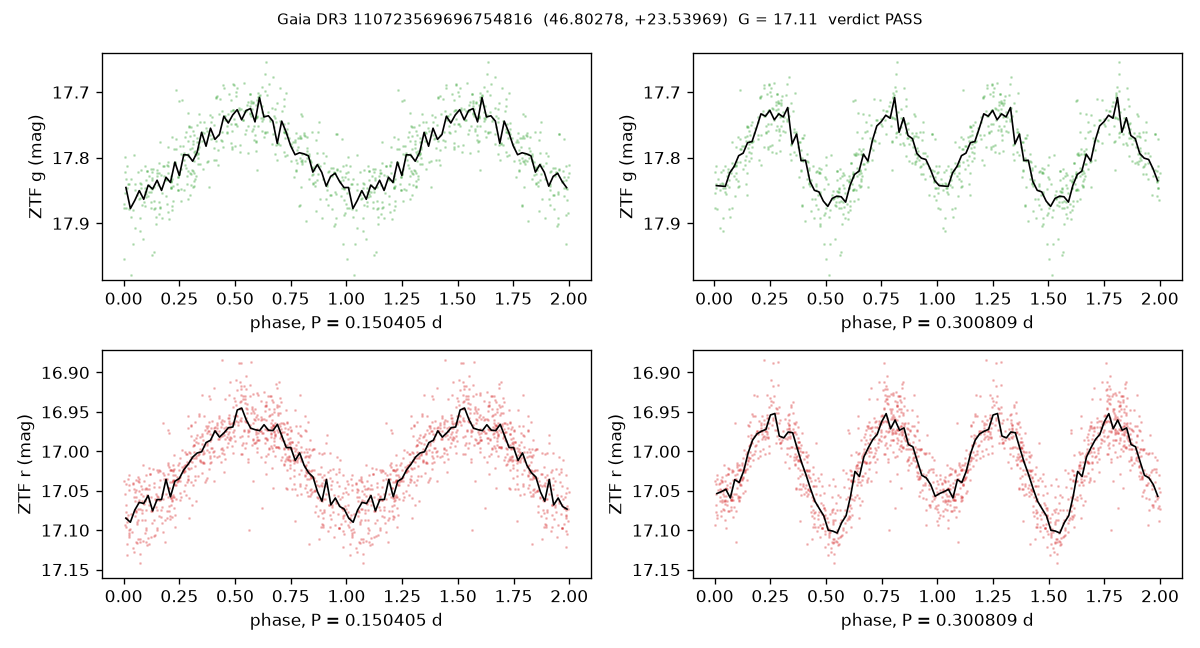 Gaia DR3 110723569696754816  (46.80278, +23.53969)  G = 17.11  verdict PASS
ZTF g (mag)
17.7
17.8
17.9
0.00 0.25 0.50 0.75 1.00 1.25 1.50 1.75 2.00
phase, P = 0.150405 d
ZTF g (mag)
17.7
17.8
17.9
0.00 0.25 0.50 0.75 1.00 1.25 1.50 1.75 2.00
phase, P = 0.300809 d
ZTF r (mag)
16.90
16.95
17.00
17.05
17.10
17.15
0.00 0.25 0.50 0.75 1.00 1.25 1.50 1.75 2.00
phase, P = 0.150405 d
ZTF r (mag)
16.90
16.95
17.00
17.05
17.10
17.15
0.00 0.25 0.50 0.75 1.00 1.25 1.50 1.75 2.00
phase, P = 0.300809 d